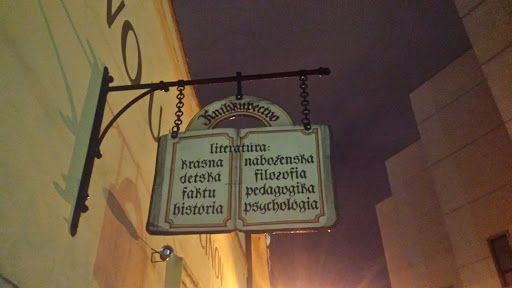 Kníhkupectvo
literatúra:
krásna
detská
faktu
história
náboženská
filozofia
pedagogika
psychológia